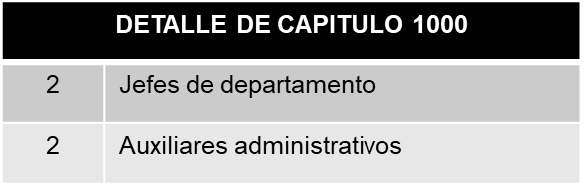 DETALLE DE CAPITULO 1000
2 Jefes de departamento
2 Auxiliares administrativos